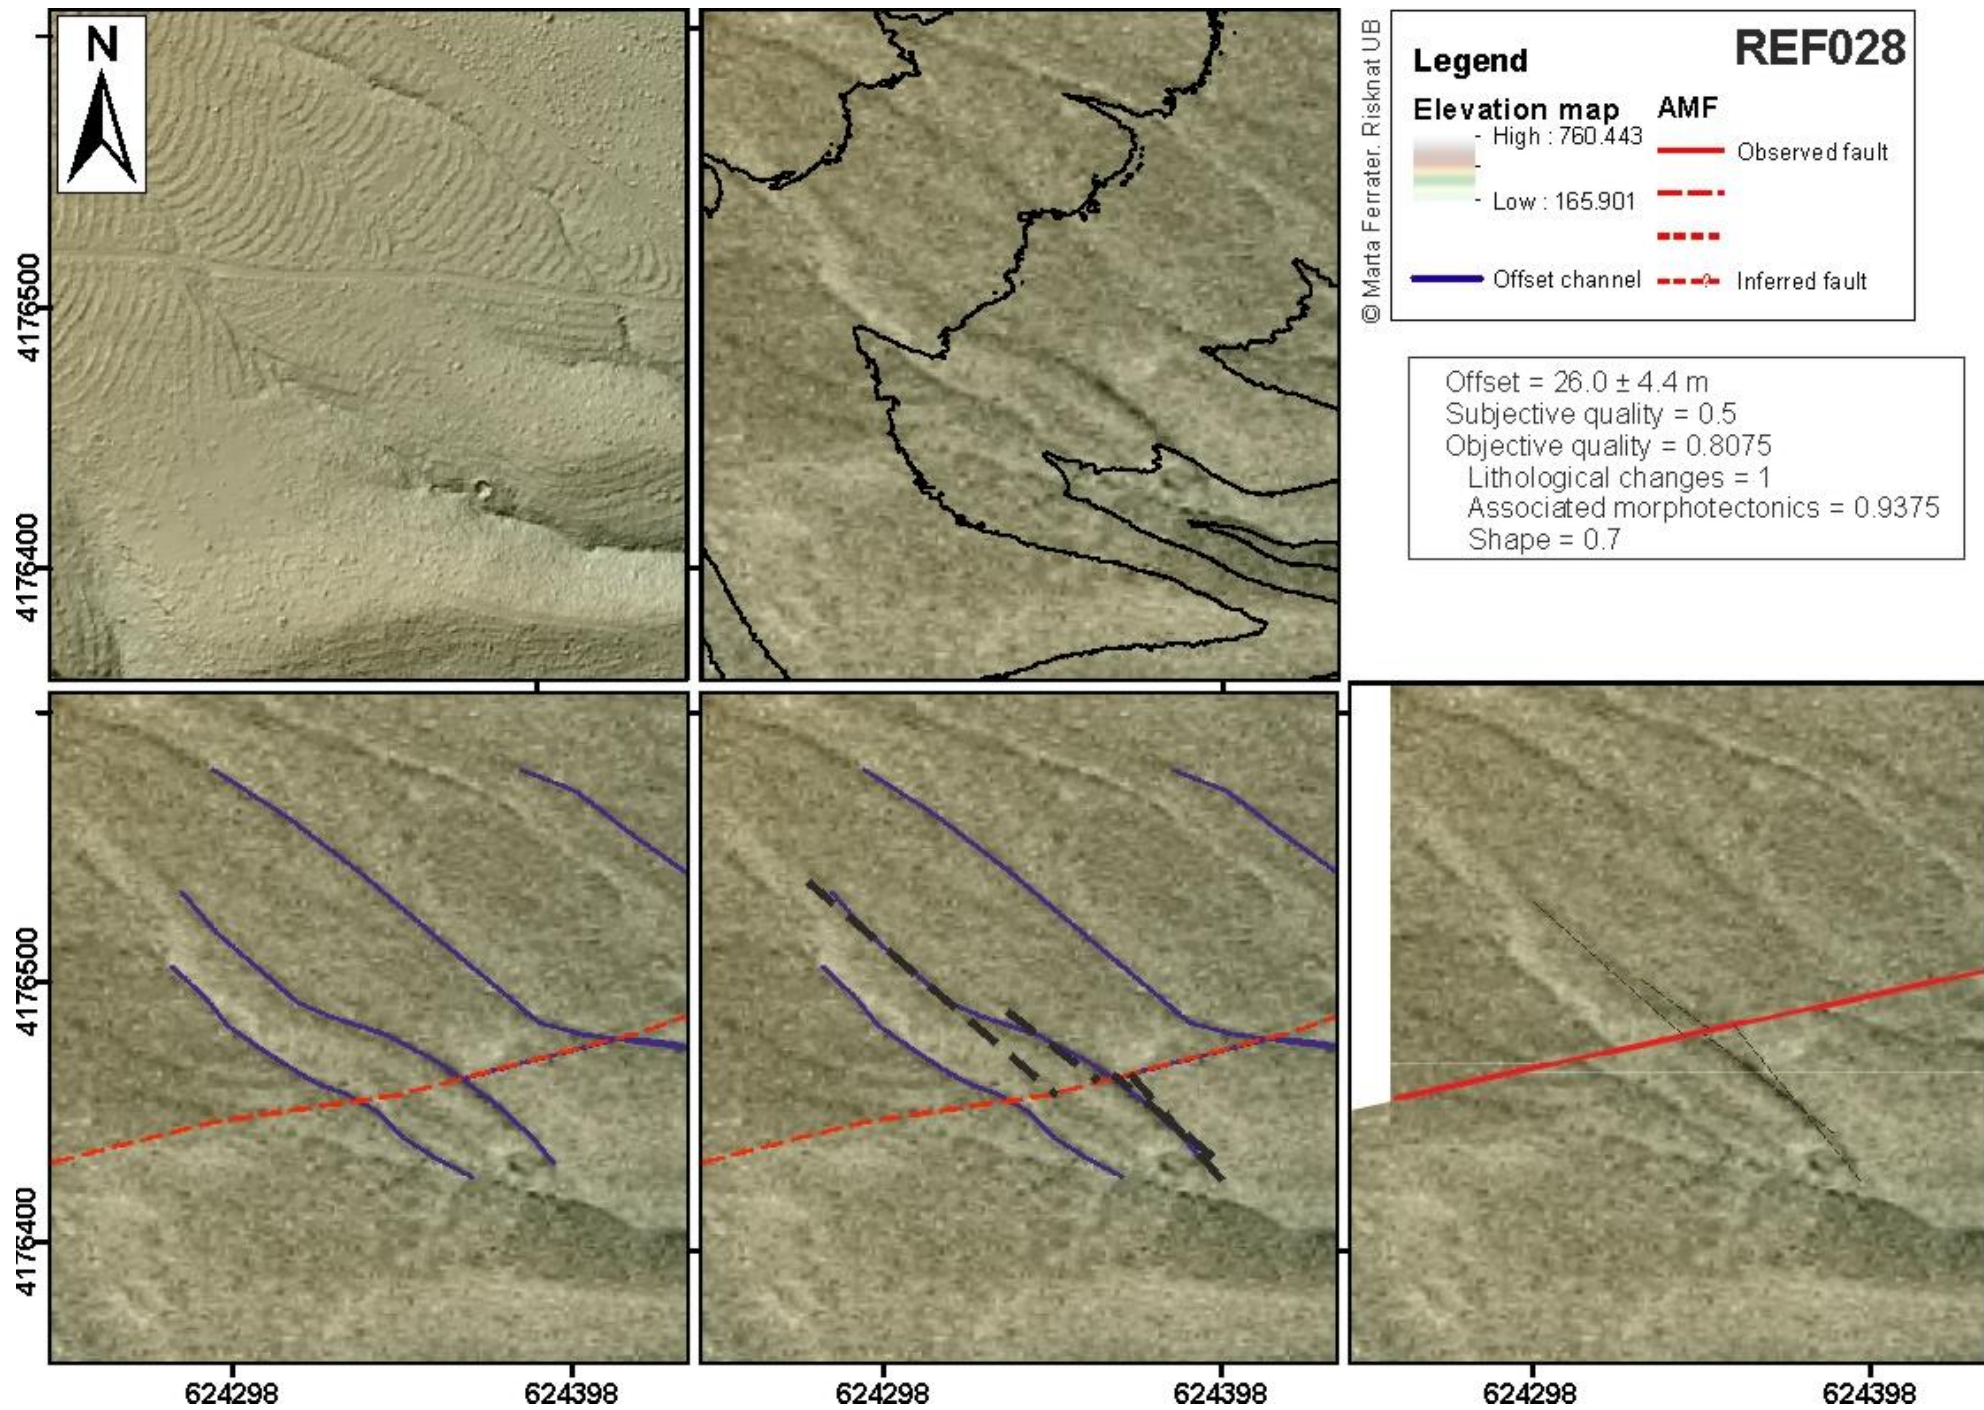 N
4176500
4176400
© Marta Ferrater. Risknat UB
REF028
Legend
Elevation map
High : 760.443
Low : 165.901
Offset channel
AMF
Observed fault
?
Inferred fault
Offset = 26.0 ± 4.4 m
Subjective quality = 0.5
Objective quality = 0.8075
Lithological changes = 1
Associated morphotectonics = 0.9375
Shape = 0.7
4176500
4176400
624298
624398
624298
624398
624298
624398